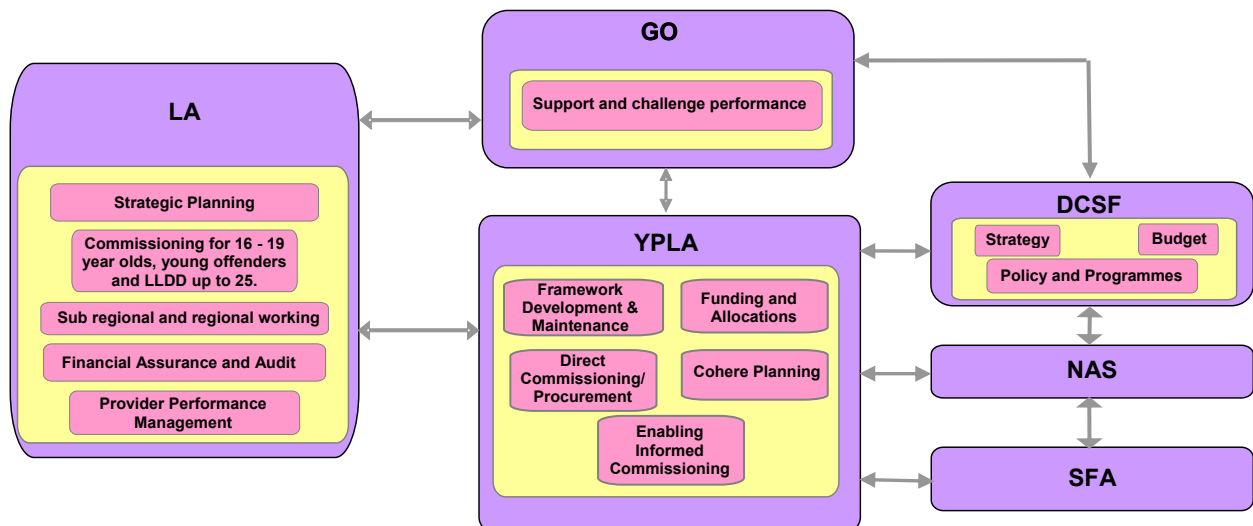 GO
Support and challenge performance
LA
Strategic Planning
Commissioning for 16 - 19
year olds, young offenders
and LLDD up to 25.
Sub regional and regional working
Financial Assurance and Audit
Provider Performance
Management
YPLA
Framework
Development &
Maintenance
Funding and
Allocations
Direct
Commissioning/
Procurement
Cohere Planning
Enabling
Informed
Commissioning
DCSF
Strategy
Budget
Policy and Programmes
NAS
SFA